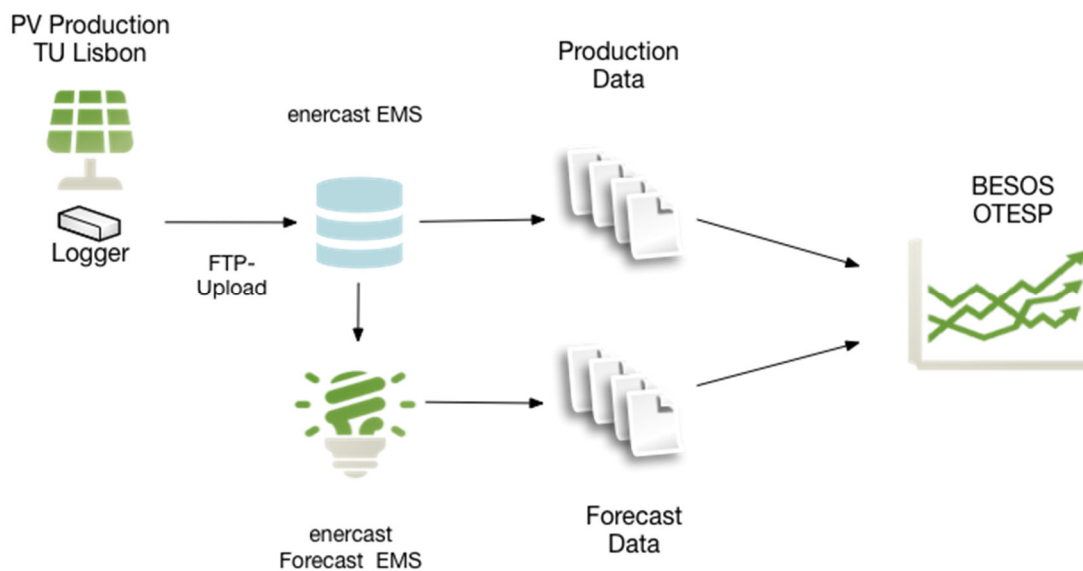 PV Production
TU Lisbon
Logger
FTP-
Upload
enercast EMS
enercast
Forecast EMS
Production
Data
Forecast
Data
BESOS
OTESP